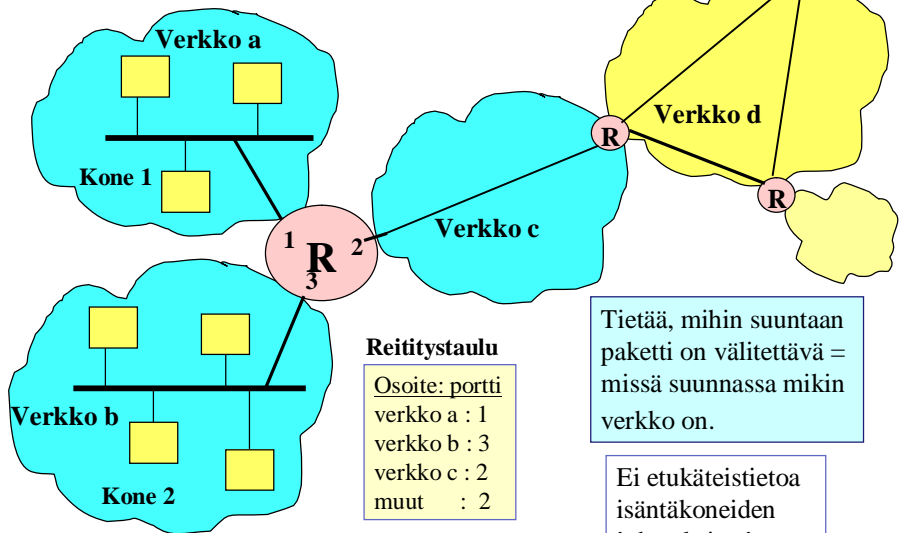 Verkko a
Kone 1
Verkko b
Kone 2
1
R
2
3
Verkko c
R
Verkko d
R
Reititystaulu
Osoite: portti
verkko a : 1
verkko b : 3
verkko c : 2
muut : 2
Tietää, mihin suuntaan
paketti on välitettävä =
missä suunnassa mikin
verkko on.
Ei etukäteistietoa
isäntäkoneiden